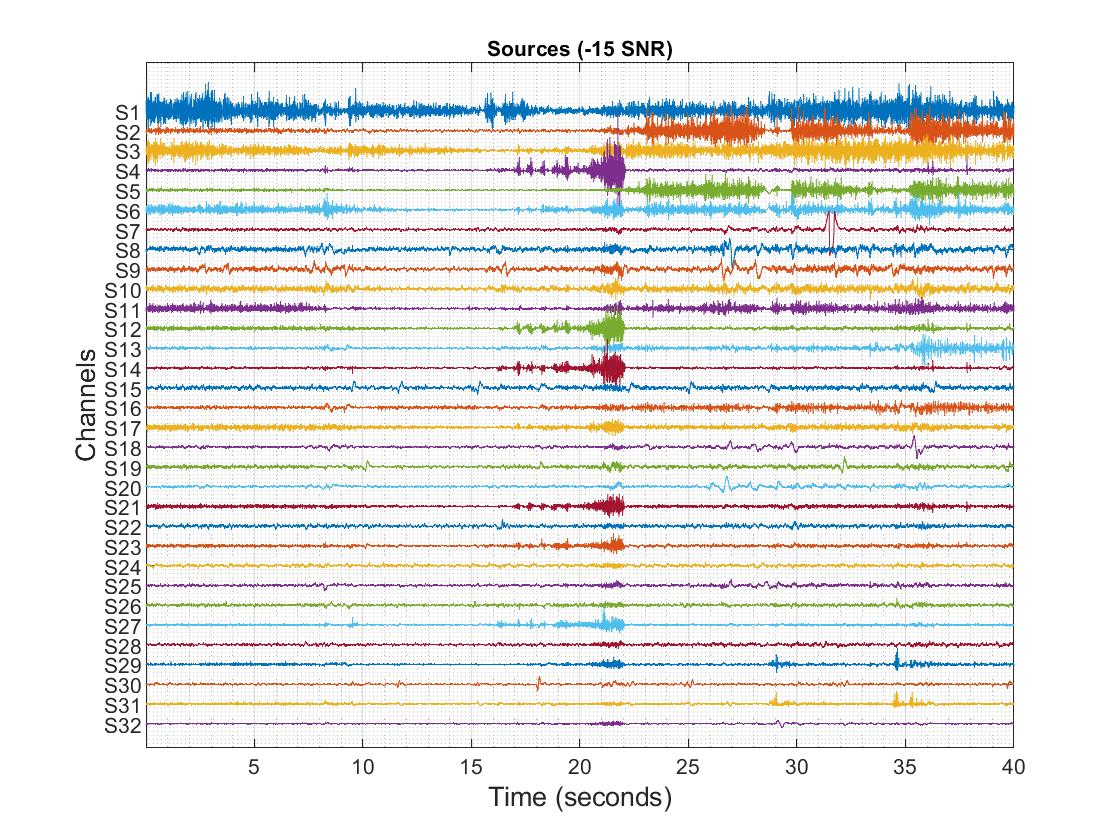 Sources (-15 SNR)
S1
S2
S3
S4
S5
S6
S7
S8
S9
S10
S11
S12
S13
S14
S15
S16
S17
S18
S19
S20
S21
S22
S23
S24
S25
S26
S27
S28
S29
S30
S31
S32
Channels
5 10 15 20 25 30 35 40
Time (seconds)